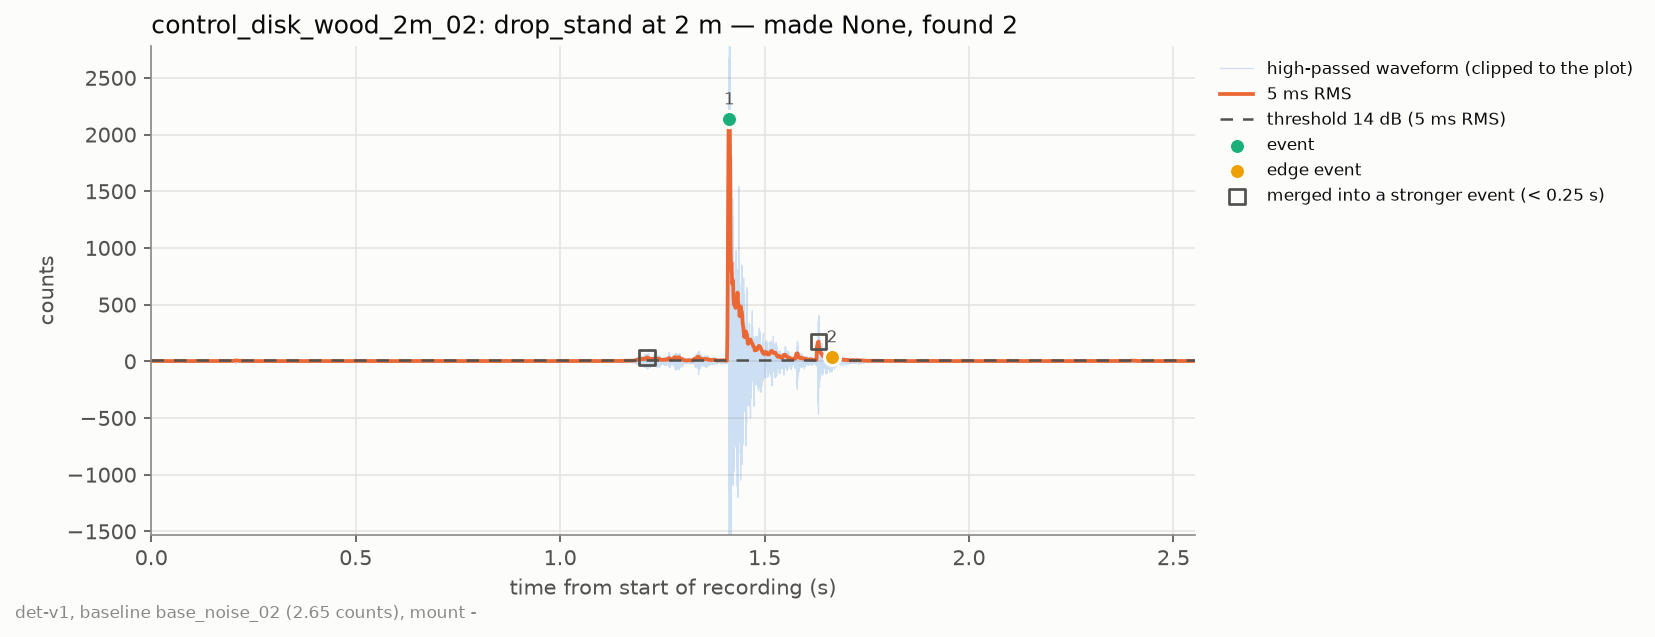 control_disk_wood_2m_02: drop_stand at 2 m — made None, found 2
high-passed waveform (clipped to the plot)
5 ms RMS
threshold 14 dB (5 ms RMS)
event
edge event
merged into a stronger event (< 0.25 s)
counts
2500
2000
1500
1000
500
0
−500
−1000
−1500
1
2
0.0
0.5
1.0
1.5
2.0
2.5
time from start of recording (s)
det-v1, baseline base_noise_02 (2.65 counts), mount -